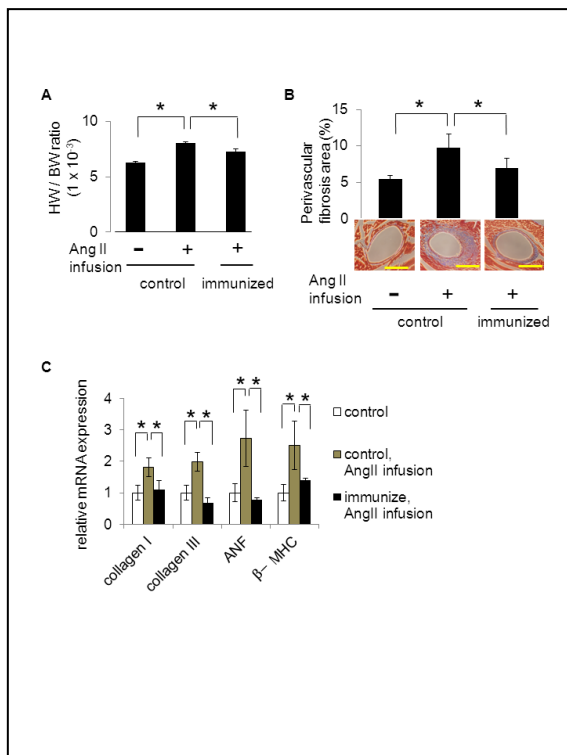 A
* *
HW / BW ratio
(1 x 10⁻³)
10
5
0
Ang II
infusion
− + +
control immunized
B
* *
Perivascular
fibrosis area (%)
15
10
5
0
Ang II
infusion
− + +
control immunized
C
relative mRNA expression
4
3
2
1
0
* * * * * * * *
collagen I
collagen III
ANF
β− MHC
control
control,
AngII infusion
immunize,
AngII infusion